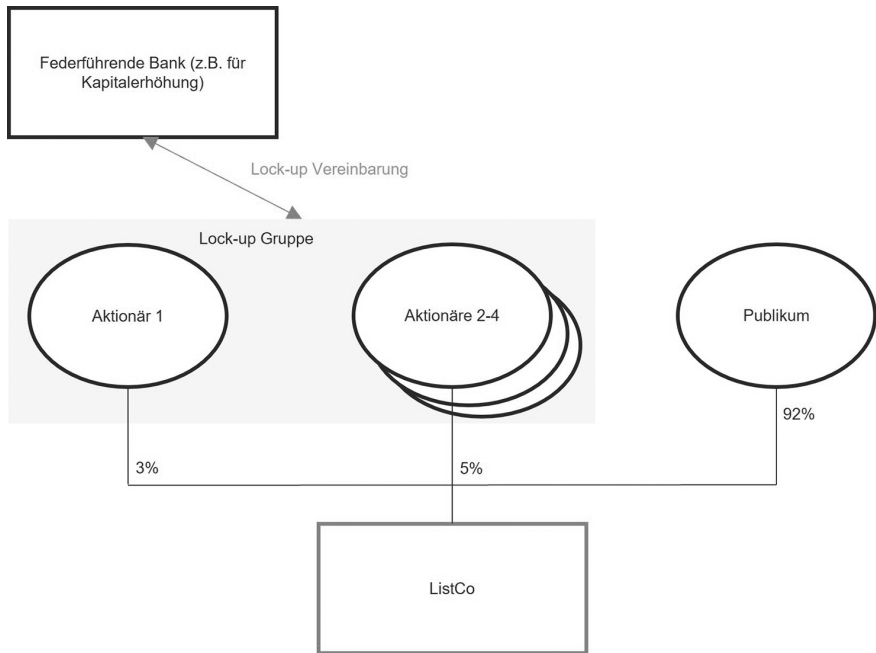 Federführende Bank (z.B. für
Kapitalerhöhung)
Lock-up Vereinbarung
Lock-up Gruppe
Aktionär 1
Aktionäre 2-4
Publikum
92%
3%
5%
ListCo